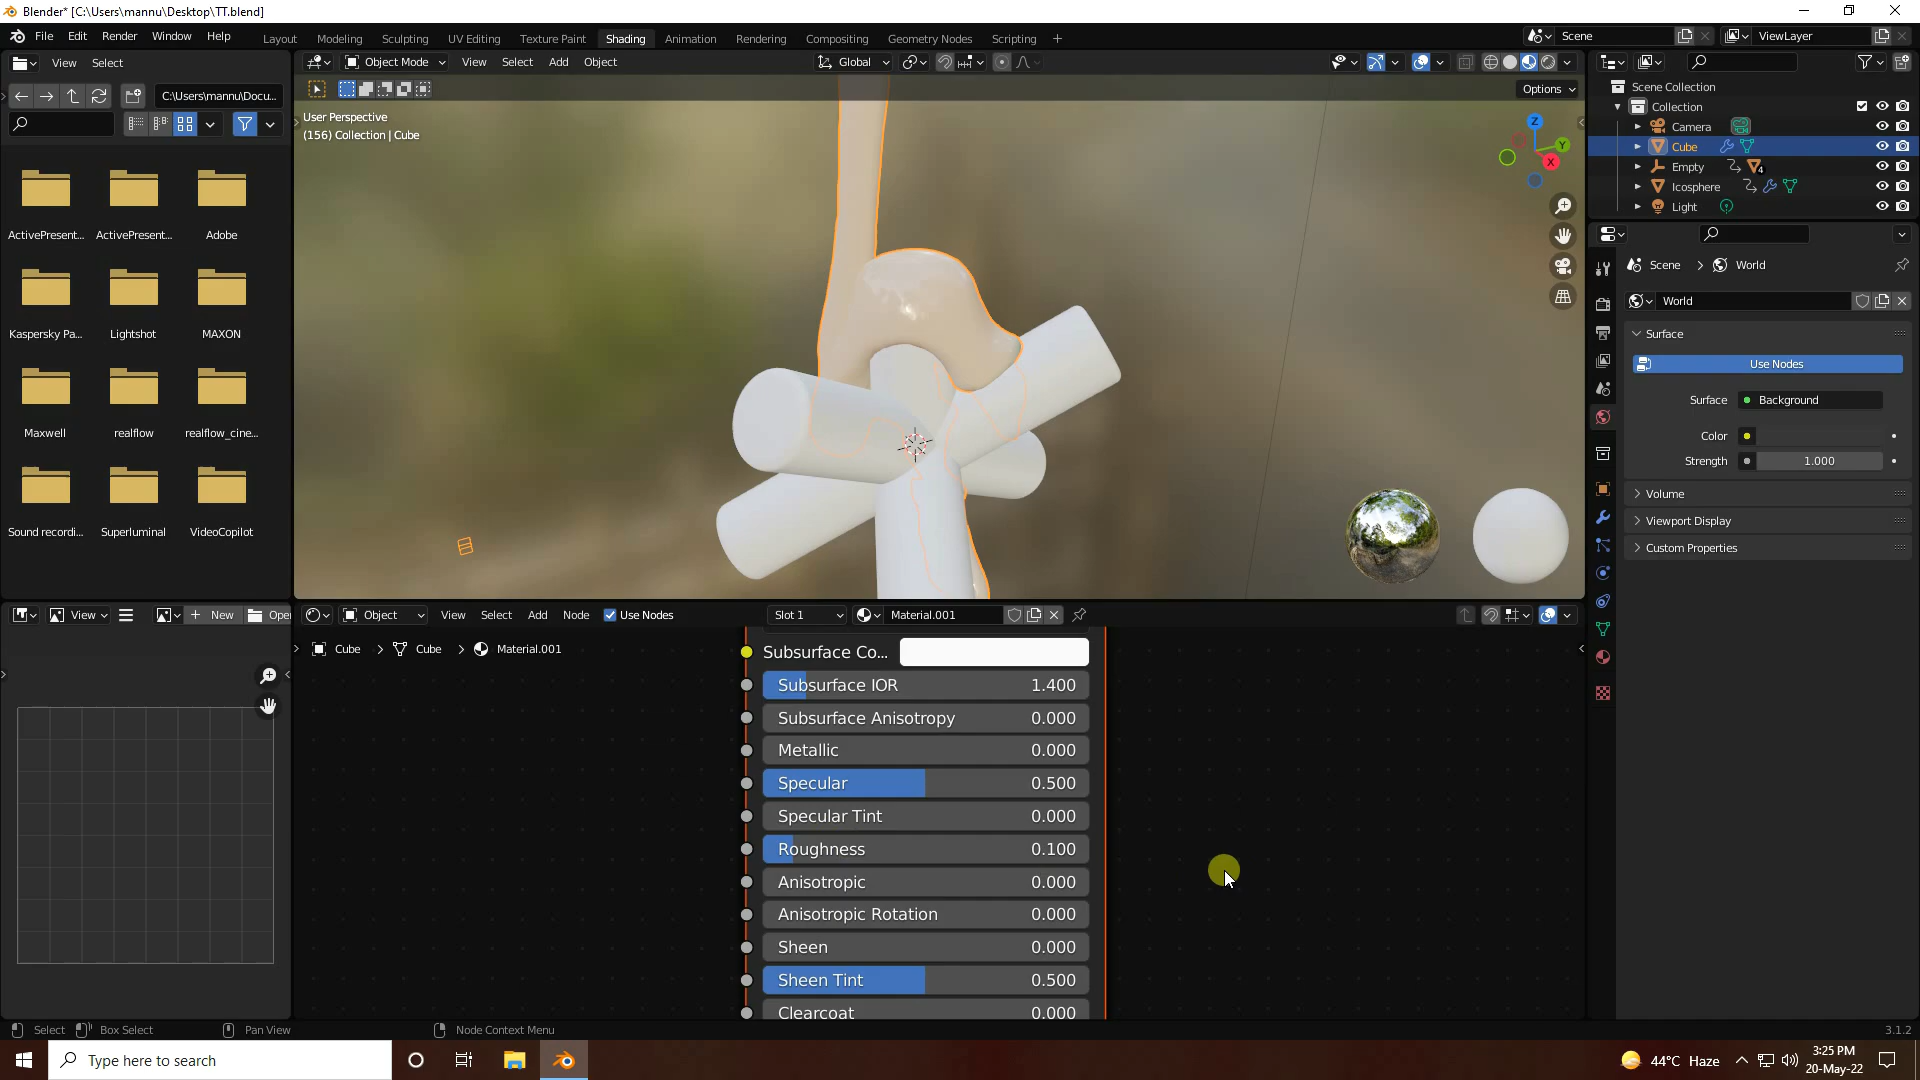 Blender* [C:\Users\mannu\Desktop\TT.blend]
File Edit Render Window Help
Layout Modeling Sculpting UV Editing Texture Paint Shading Animation Rendering Compositing Geometry Nodes Scripting
Scene
ViewLayer
View Select
C:\Users\mannu\Docu...
ActivePresent... ActivePresent... Adobe
Kaspersky Pa... Lightshot MAXON
Maxwell realflow realflow_cine...
Sound recordi... Superluminal VideoCopilot
Object Mode View Select Add Object
Global
Options
User Perspective
(156) Collection | Cube
Z
Y
X
Scene Collection
Collection
Camera
Cube
Empty
4
Icosphere
Light
Scene > World
World
Surface
Use Nodes
Surface Background
Color
Strength 1.000
Volume
Viewport Display
Custom Properties
View
New
Open
Object View Select Add Node Use Nodes
Slot 1
Material.001
Cube > Cube > Material.001
Subsurface Co...
Subsurface IOR 1.400
Subsurface Anisotropy 0.000
Metallic 0.000
Specular 0.500
Specular Tint 0.000
Roughness 0.100
Anisotropic 0.000
Anisotropic Rotation 0.000
Sheen 0.000
Sheen Tint 0.500
Clearcoat 0.000
Select Box Select Pan View Node Context Menu
3.1.2
Type here to search
44°C Haze
3:25 PM
20-May-22